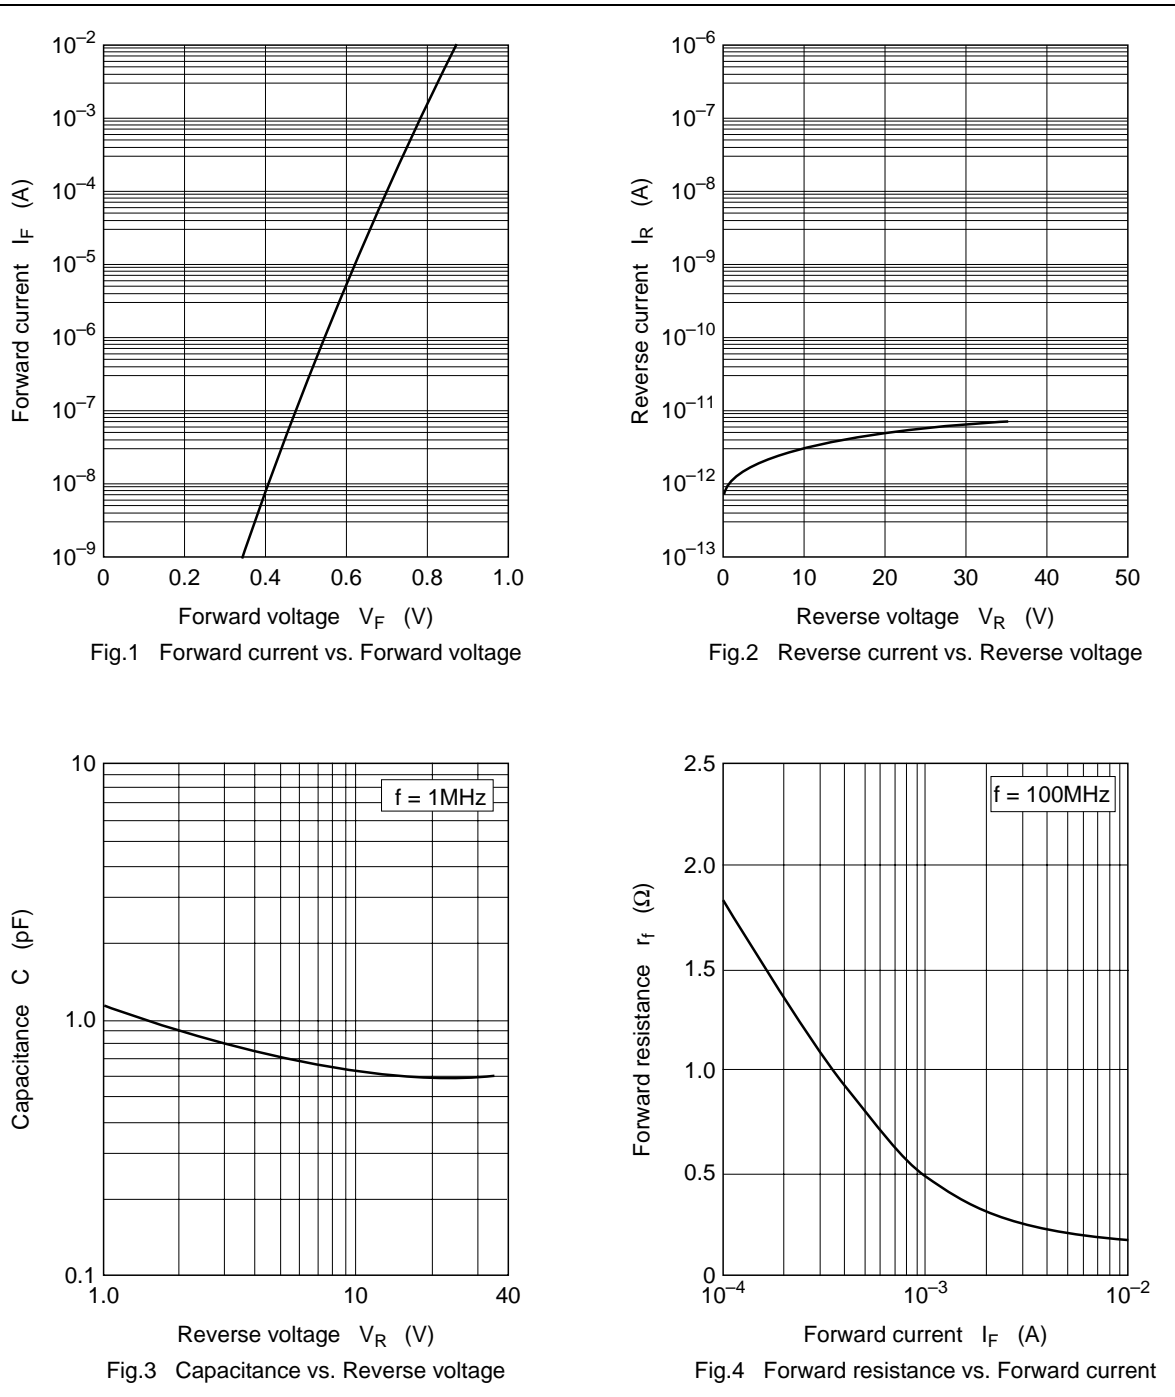 10⁻²
10⁻³
10⁻⁴
10⁻⁵
10⁻⁶
10⁻⁷
10⁻⁸
10⁻⁹
0 0.2 0.4 0.6 0.8 1.0
Forward current I_F (A)
Forward voltage V_F (V)
Fig.1 Forward current vs. Forward voltage
10⁻⁶
10⁻⁷
10⁻⁸
10⁻⁹
10⁻¹⁰
10⁻¹¹
10⁻¹²
10⁻¹³
0 10 20 30 40 50
Reverse current I_R (A)
Reverse voltage V_R (V)
Fig.2 Reverse current vs. Reverse voltage
10
1.0
0.1
f = 1MHz
1.0 10 40
Capacitance C (pF)
Reverse voltage V_R (V)
Fig.3 Capacitance vs. Reverse voltage
2.5
2.0
1.5
1.0
0.5
0
f = 100MHz
10⁻⁴ 10⁻³ 10⁻²
Forward resistance r_f (Ω)
Forward current I_F (A)
Fig.4 Forward resistance vs. Forward current